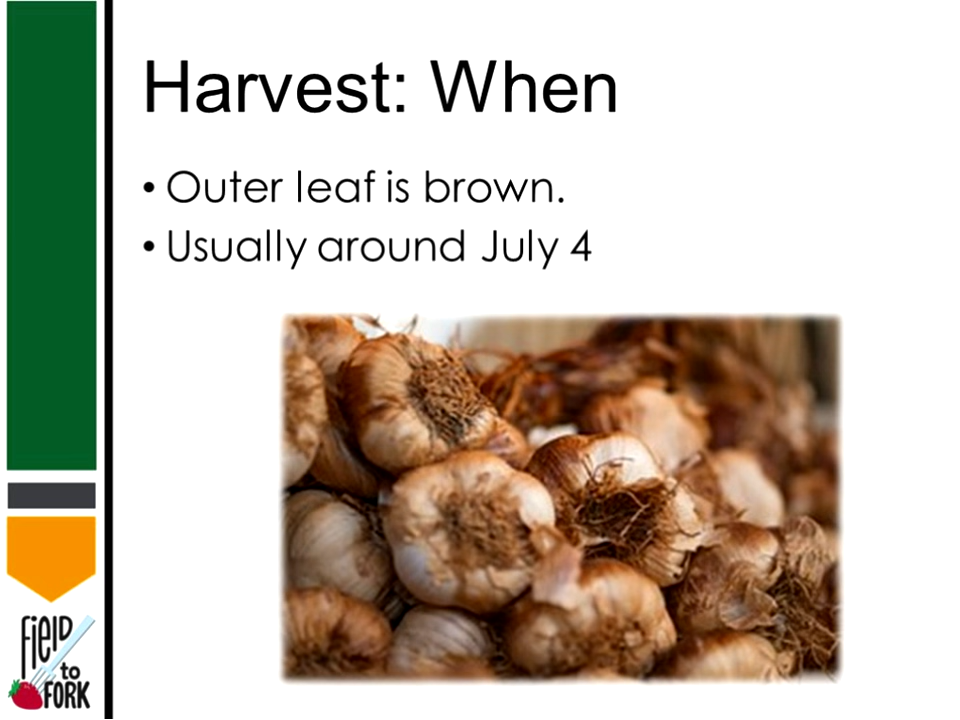 Harvest: When
• Outer leaf is brown.
• Usually around July 4
FIELD
to
FORK